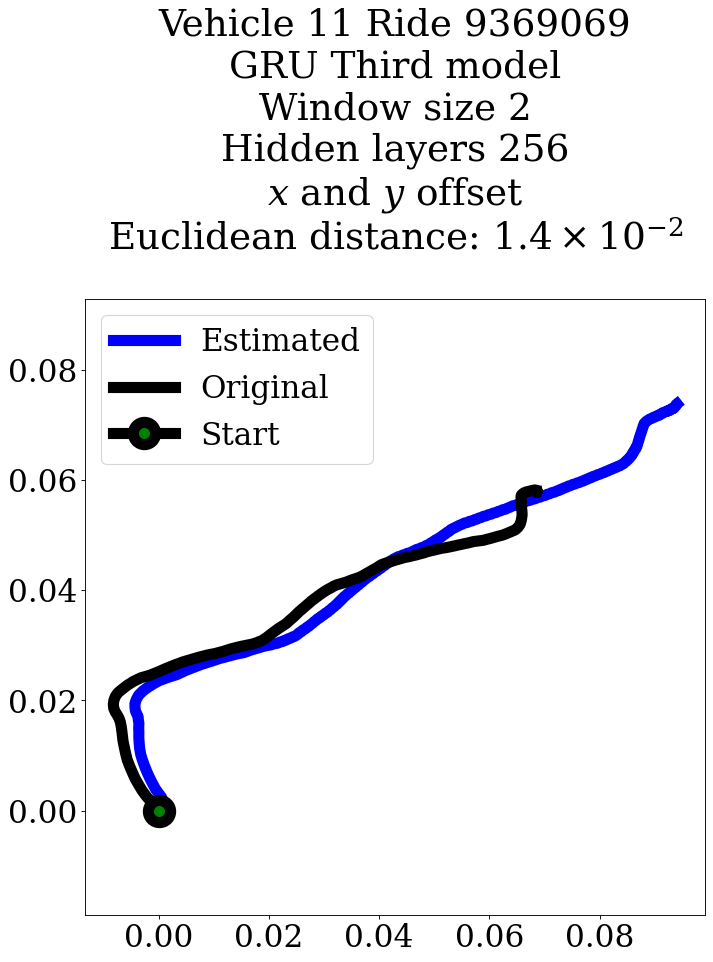 Vehicle 11 Ride 9369069
GRU Third model
Window size 2
Hidden layers 256
x and y offset
Euclidean distance: 1.4 × 10⁻²
Estimated
Original
Start
0.08
0.06
0.04
0.02
0.00
0.00 0.02 0.04 0.06 0.08